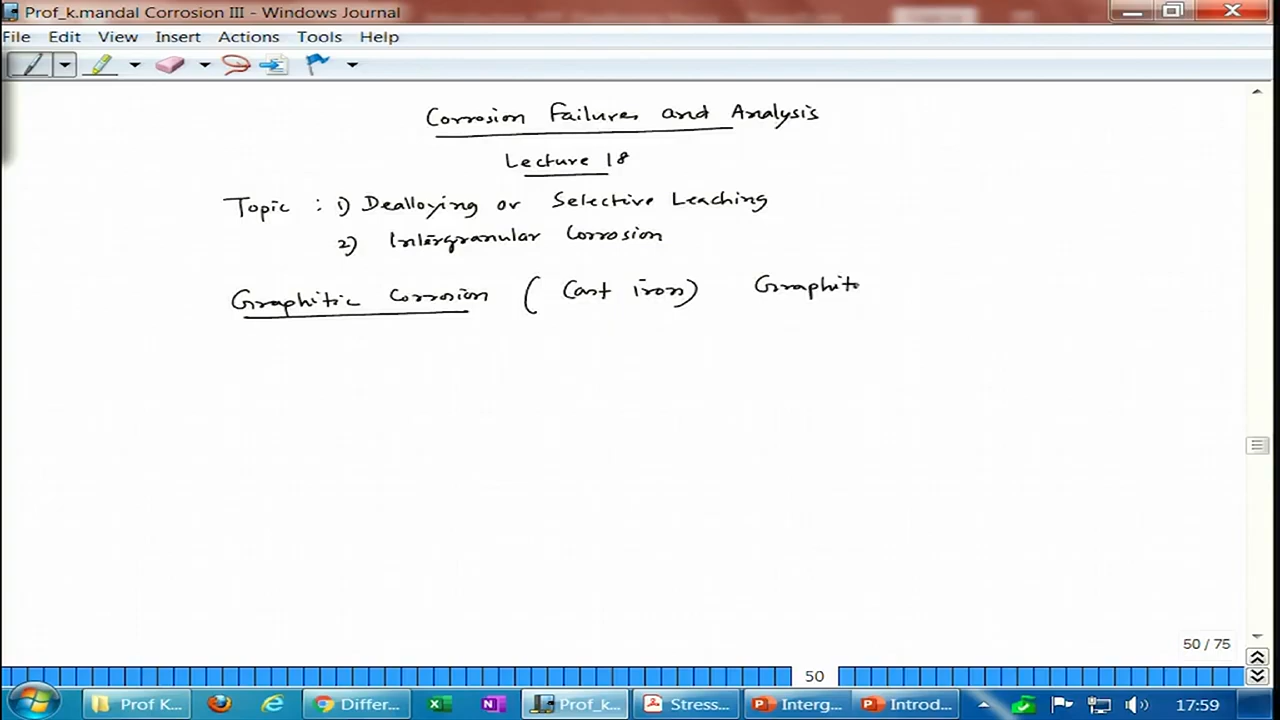 Prof_k.mandal Corrosion III - Windows Journal
File Edit View Insert Actions Tools Help
Corrosion Failures and Analysis
Lecture 18
Topic : 1) Dealloying or Selective Leaching
2) Intergranular Corrosion
Graphitic Corrosion ( Cast iron) Graphite
50 / 75
50
Prof K... Differ... Prof_k... Stress... Interg... Introd... 17:59